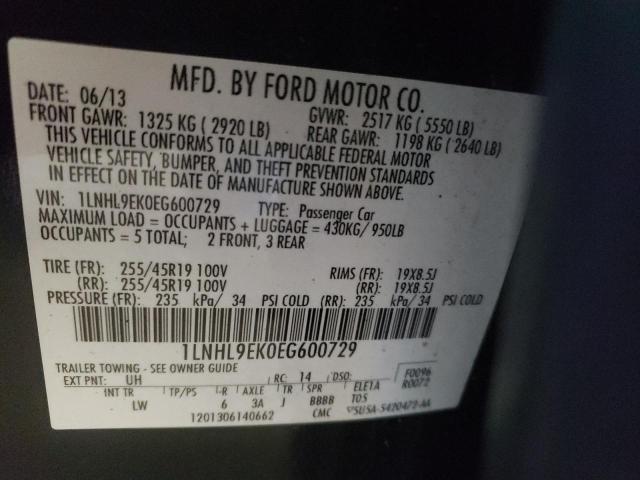 MFD. BY FORD MOTOR CO.
DATE: 06/13 GVWR: 2517 KG ( 5550 LB)
FRONT GAWR: 1325 KG ( 2920 LB) REAR GAWR: 1198 KG ( 2640 LB)
THIS VEHICLE CONFORMS TO ALL APPLICABLE FEDERAL MOTOR
VEHICLE SAFETY, BUMPER, AND THEFT PREVENTION STANDARDS
IN EFFECT ON THE DATE OF MANUFACTURE SHOWN ABOVE.
VIN: 1LNHL9EK0EG600729 TYPE: Passenger Car
MAXIMUM LOAD = OCCUPANTS + LUGGAGE = 430KG/ 950LB
OCCUPANTS = 5 TOTAL; 2 FRONT, 3 REAR
TIRE (FR): 255/45R19 100V RIMS (FR): 19X8.5J
(RR): 255/45R19 100V (RR): 19X8.5J
PRESSURE (FR): 235 kPa/ 34 PSI COLD (RR): 235 kPa/ 34 PSI COLD
1LNHL9EK0EG600729
TRAILER TOWING - SEE OWNER GUIDE
EXT PNT: UH RC: 14 DSO: F0096
R0072
INT TR TP/PS R AXLE TR SPR ELE1A
LW 6 3A J BBBB TOS
1201306140662 CMC